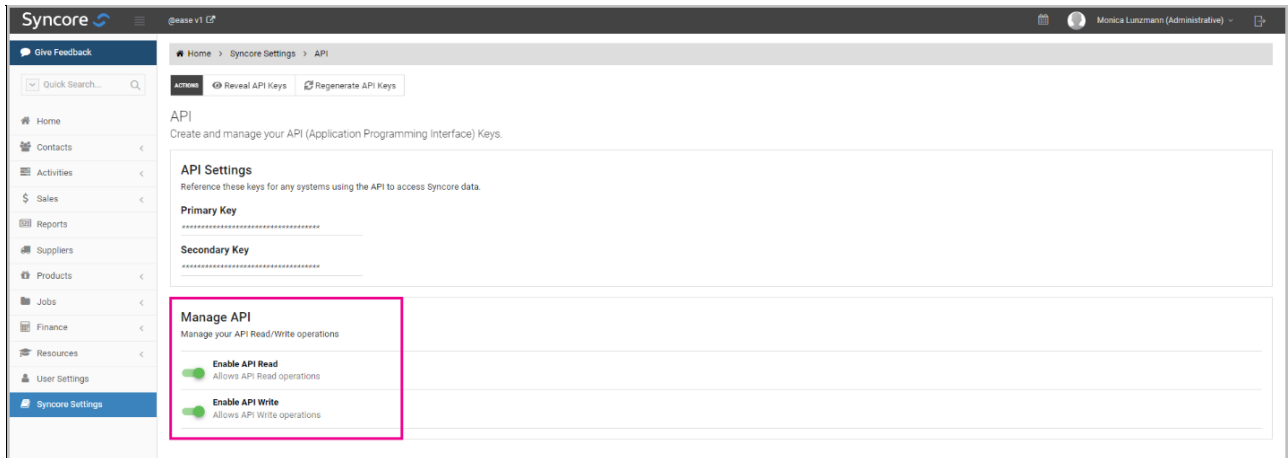 Syncore
@ease v1
Monica Lunzmann (Administrative)
Give Feedback
Home > Syncore Settings > API
Quick Search...
ACTIONS Reveal API Keys Regenerate API Keys
Home
Contacts
Activities
Sales
Reports
Suppliers
Products
Jobs
Finance
Resources
User Settings
Syncore Settings
API
Create and manage your API (Application Programming Interface) Keys.
API Settings
Reference these keys for any systems using the API to access Syncore data.
Primary Key
************************************
Secondary Key
************************************
Manage API
Manage your API Read/Write operations
Enable API Read
Allows API Read operations
Enable API Write
Allows API Write operations